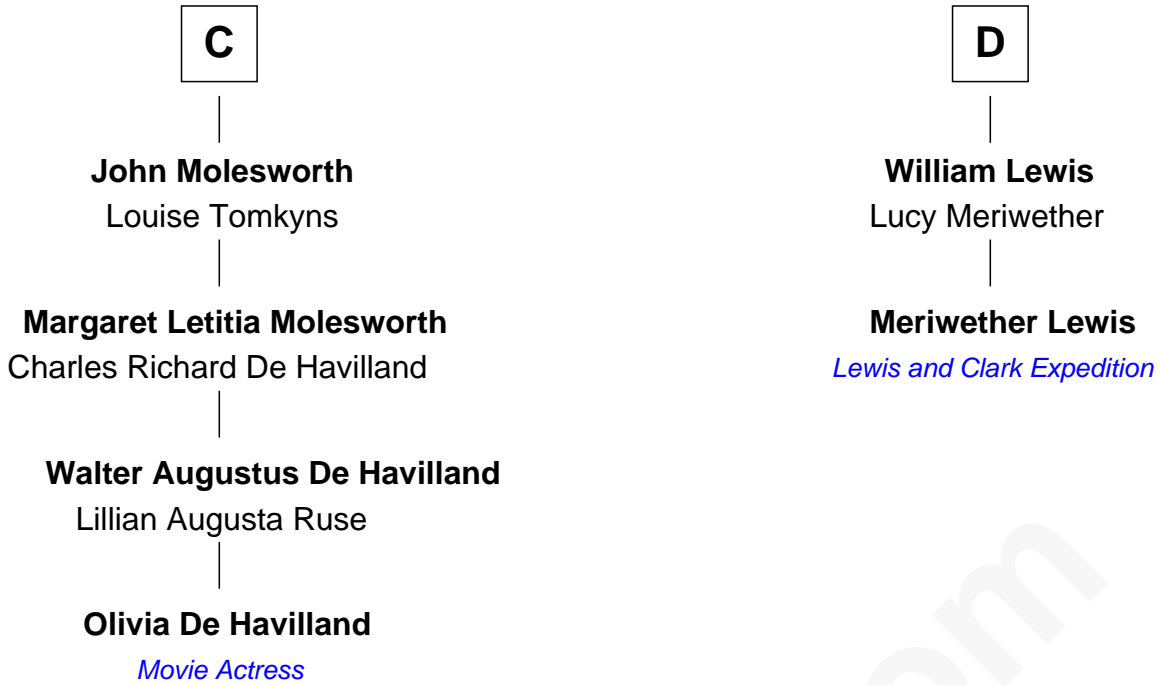 C
John Molesworth
Louise Tomkyns
Margaret Letitia Molesworth
Charles Richard De Havilland
Walter Augustus De Havilland
Lillian Augusta Ruse
Olivia De Havilland
Movie Actress
D
William Lewis
Lucy Meriwether
Meriwether Lewis
Lewis and Clark Expedition
om